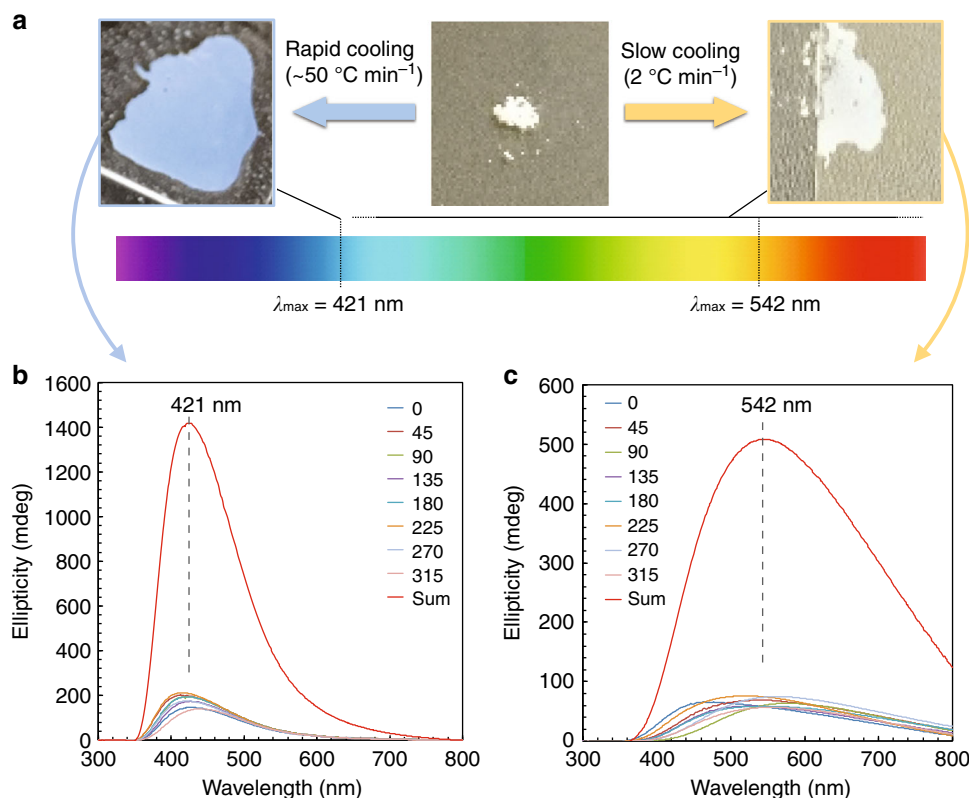 a
Rapid cooling
(~50 °C min⁻¹)
Slow cooling
(2 °C min⁻¹)
λmax = 421 nm
λmax = 542 nm
b
1600
1400
1200
1000
800
600
400
200
0
300
400
500
600
700
800
Ellipticity (mdeg)
Wavelength (nm)
421 nm
0
45
90
135
180
225
270
315
Sum
c
600
500
400
300
200
100
0
300
400
500
600
700
800
Ellipticity (mdeg)
Wavelength (nm)
542 nm
0
45
90
135
180
225
270
315
Sum